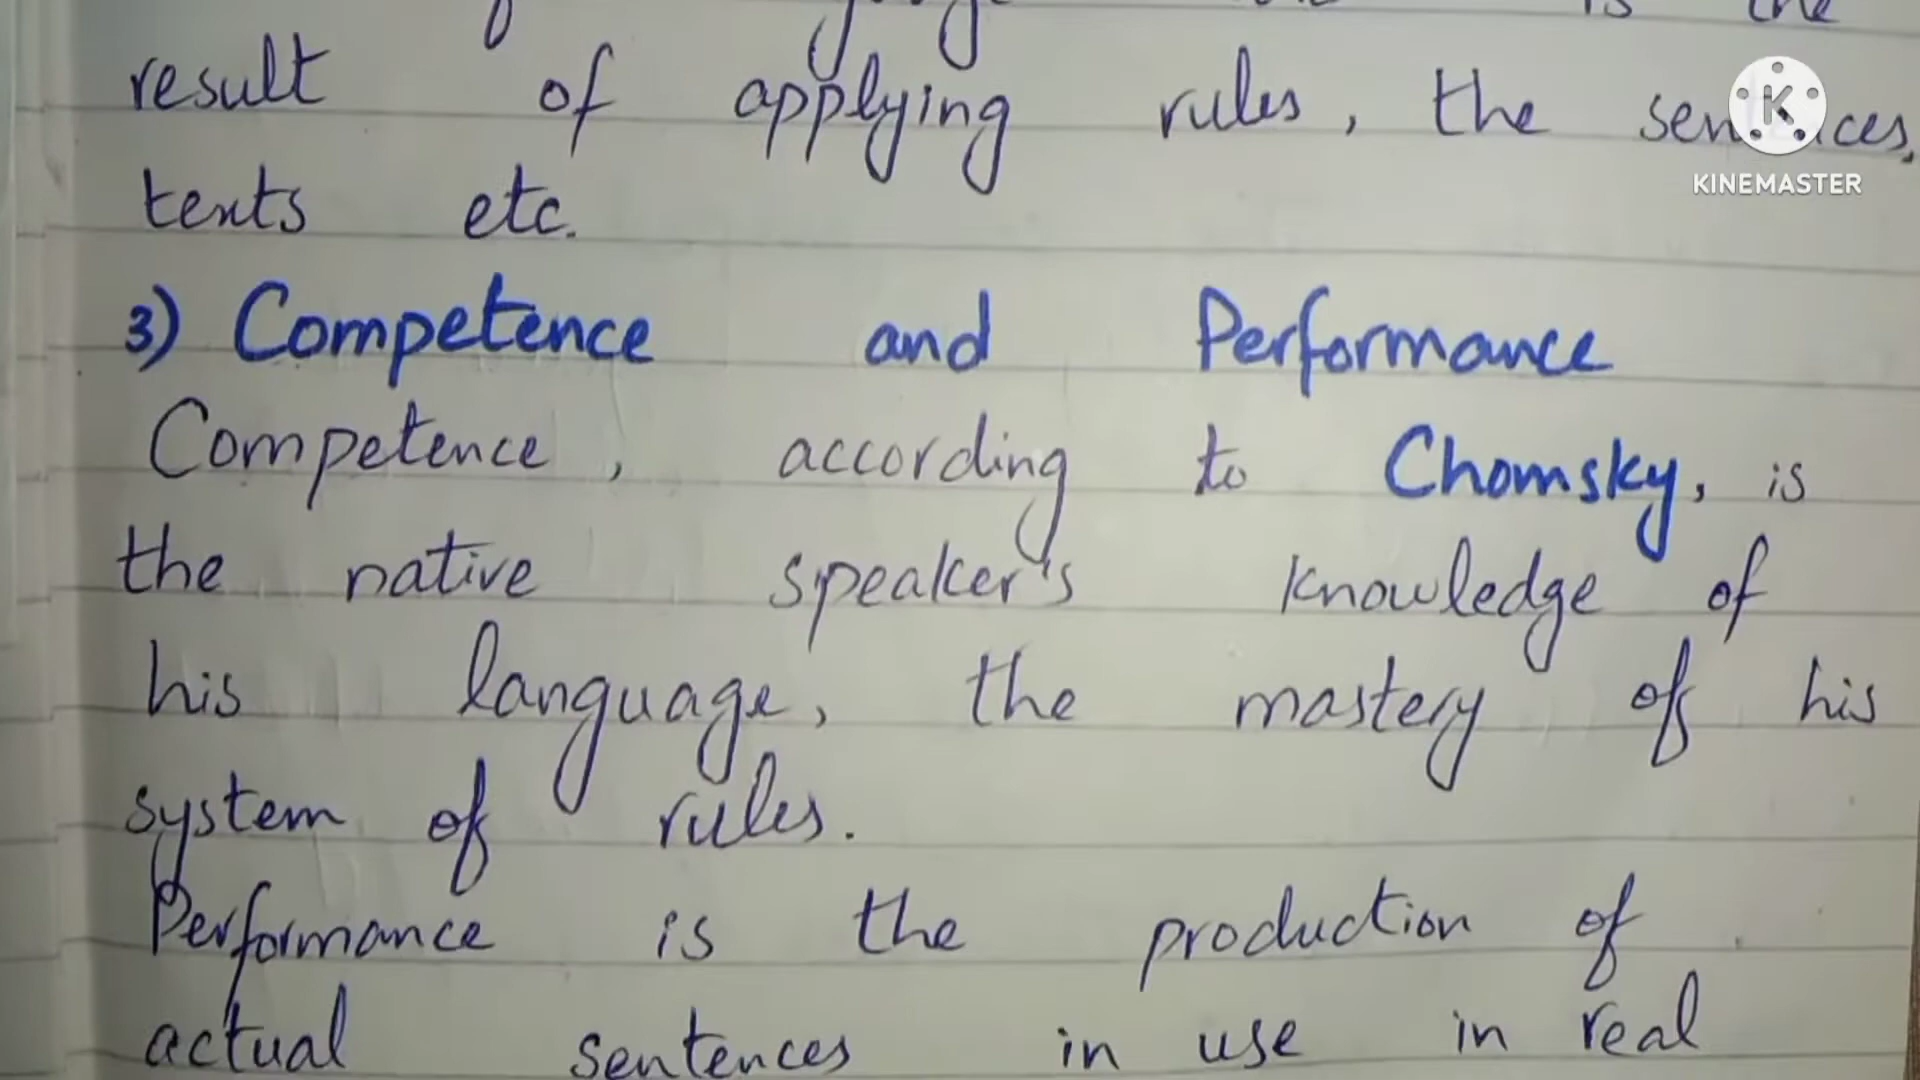 is the
result of applying rules, the sentences,
KINEMASTER
texts etc.
3) Competence and Performance
Competence, according to Chomsky, is
the native speaker's knowledge of
his language, the mastery of his
system of rules.
Performance is the production of
actual sentences in use in real